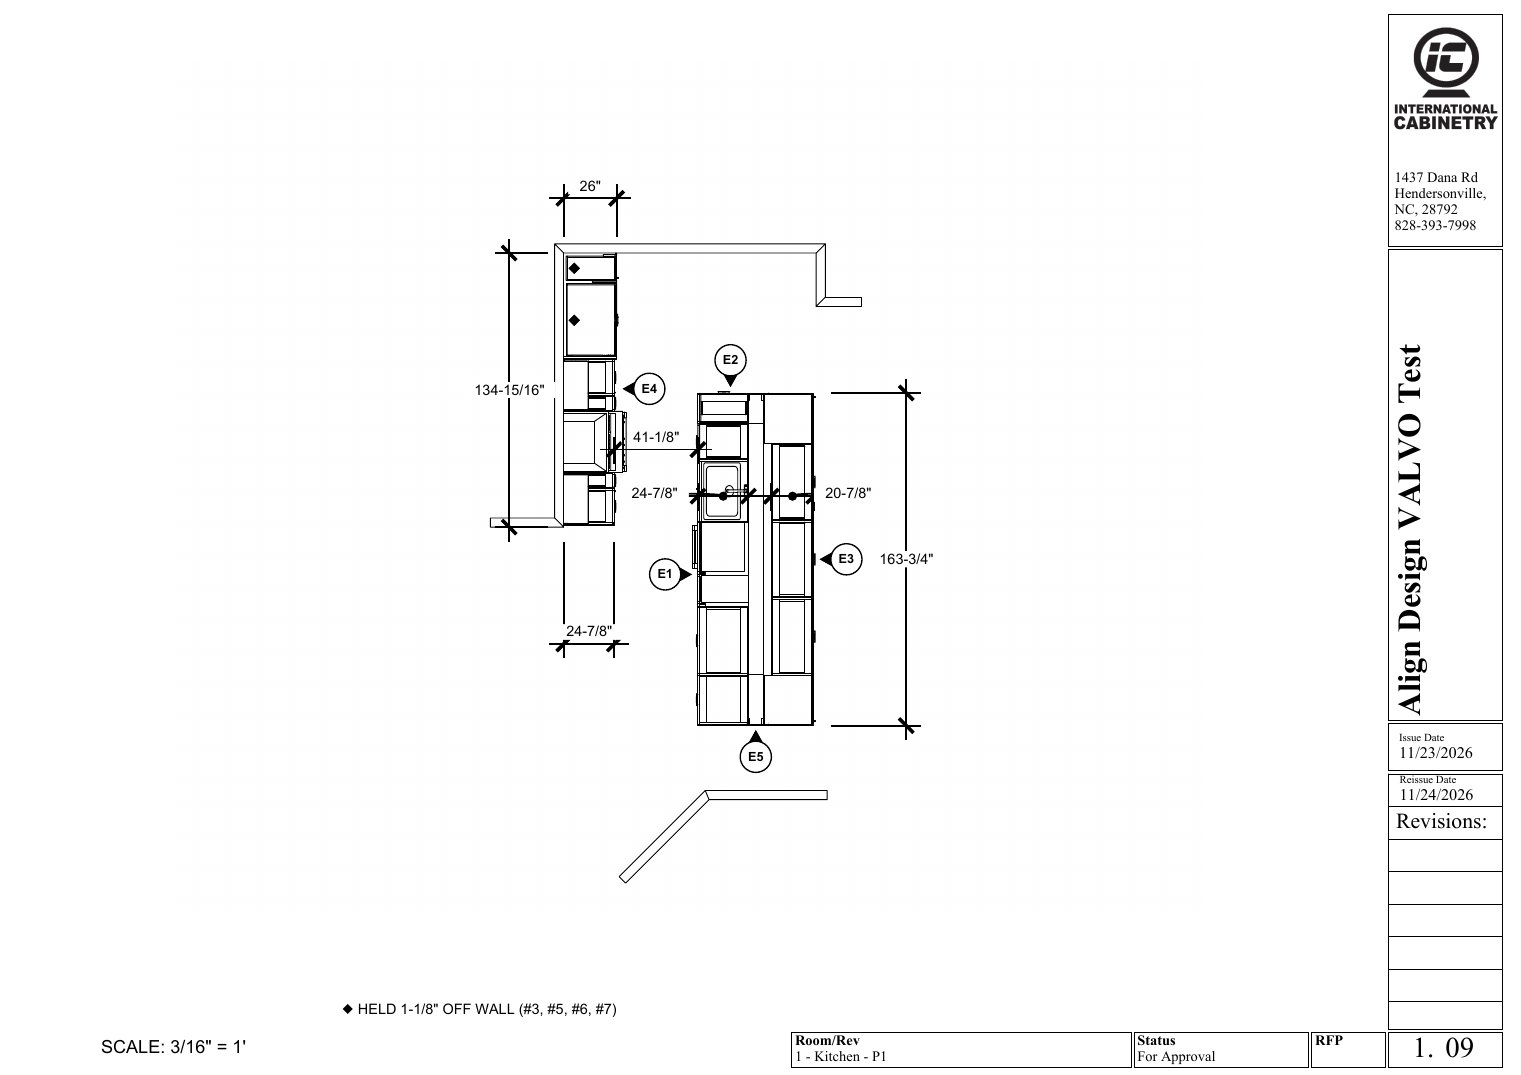 iC
INTERNATIONAL
CABINETRY
1437 Dana Rd
Hendersonville,
NC, 28792
828-393-7998
26"
134-15/16"
E4
E2
41-1/8"
24-7/8"
20-7/8"
E1
E3
163-3/4"
24-7/8"
E5
Align Design VALVO Test
Issue Date
11/23/2026
Reissue Date
11/24/2026
Revisions:
◆ HELD 1-1/8" OFF WALL (#3, #5, #6, #7)
SCALE: 3/16" = 1'
Room/Rev
1 - Kitchen - P1
Status
For Approval
RFP
1. 09